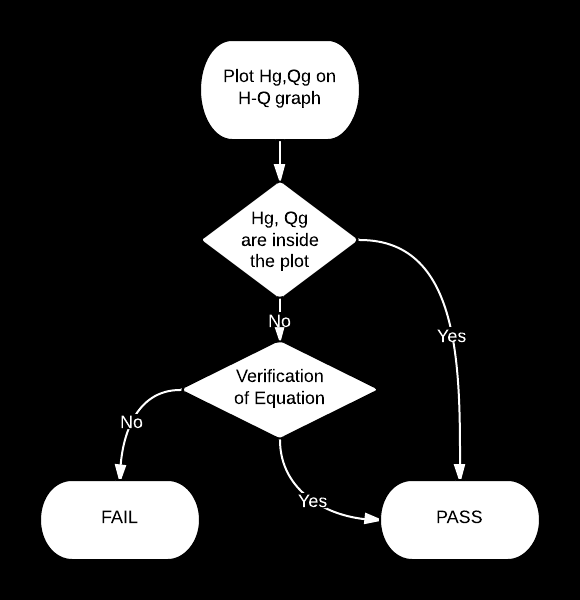 Plot Hg,Qg on
H-Q graph
Hg, Qg
are inside
the plot
No
Yes
Verification
of Equation
No
Yes
FAIL
PASS